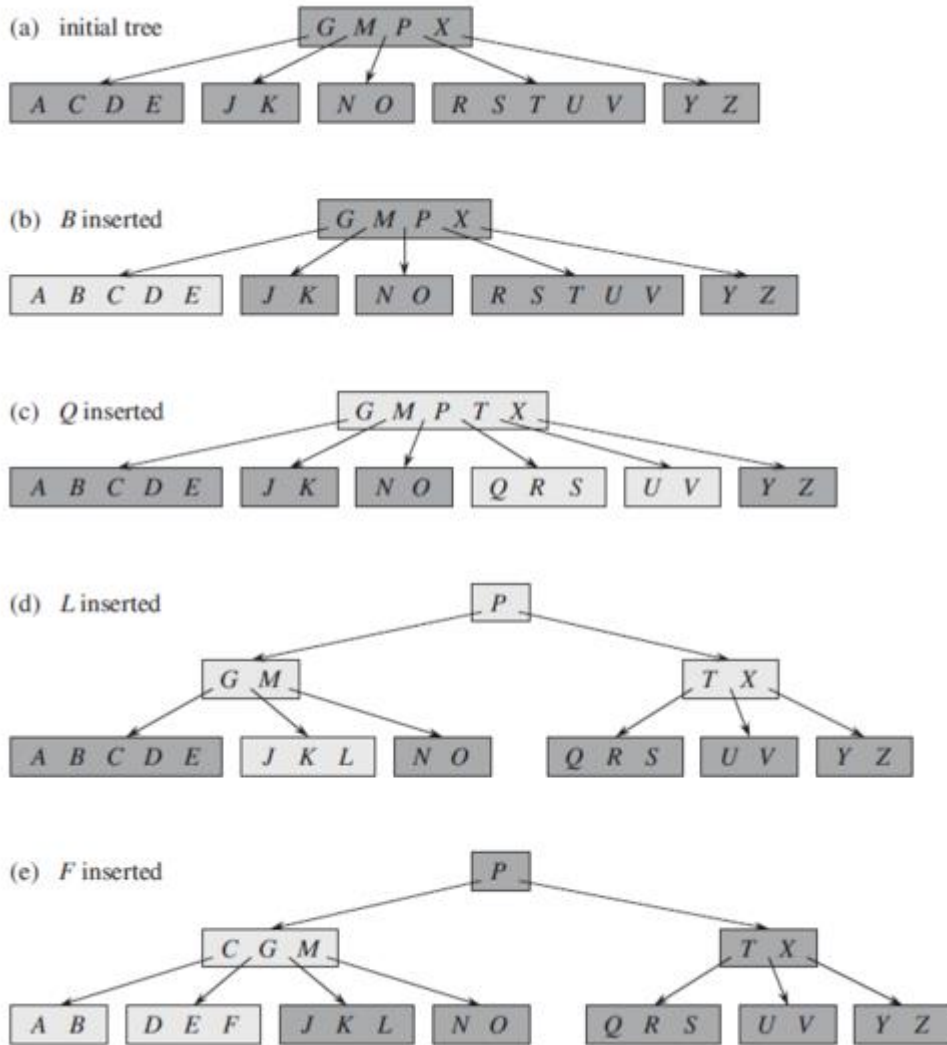 (a) initial tree
G M P X
A C D E J K N O R S T U V Y Z
(b) B inserted
G M P X
A B C D E J K N O R S T U V Y Z
(c) Q inserted
G M P T X
A B C D E J K N O Q R S U V Y Z
(d) L inserted
P
G M T X
A B C D E J K L N O Q R S U V Y Z
(e) F inserted
P
C G M T X
A B D E F J K L N O Q R S U V Y Z